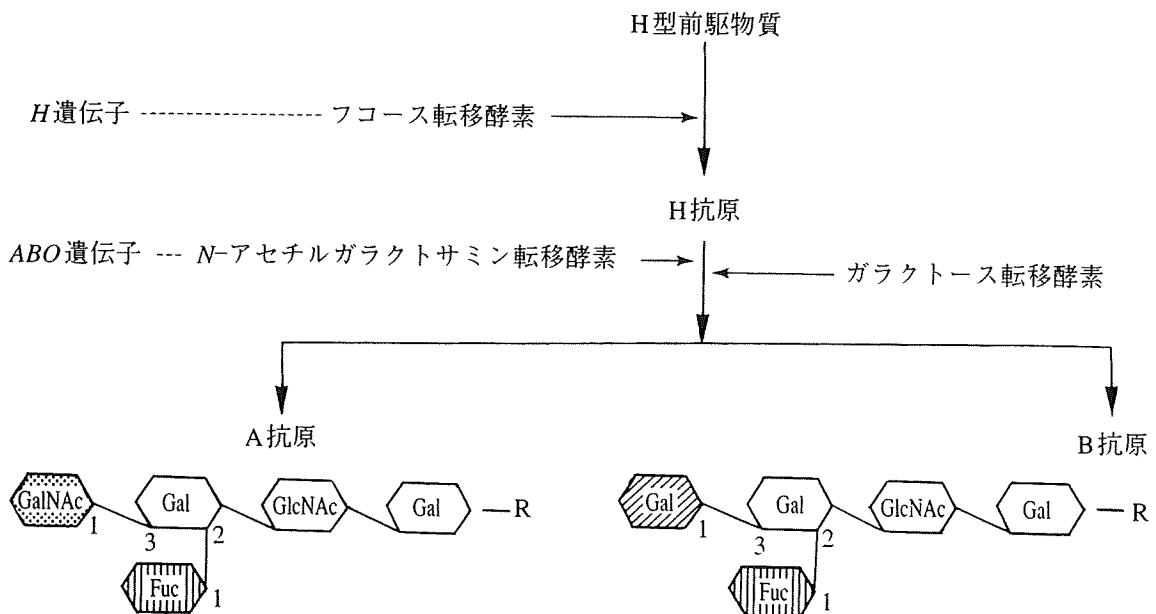 H型前駆物質
H遺伝子 ------------------ フコース転移酵素
H抗原
ABO遺伝子 --- N-アセチルガラクトサミン転移酵素
ガラクトース転移酵素
A抗原
B抗原
GalNAc Gal GlcNAc Gal —R
1 3 2
Fuc 1
Gal Gal GlcNAc Gal —R
1 3 2
Fuc 1